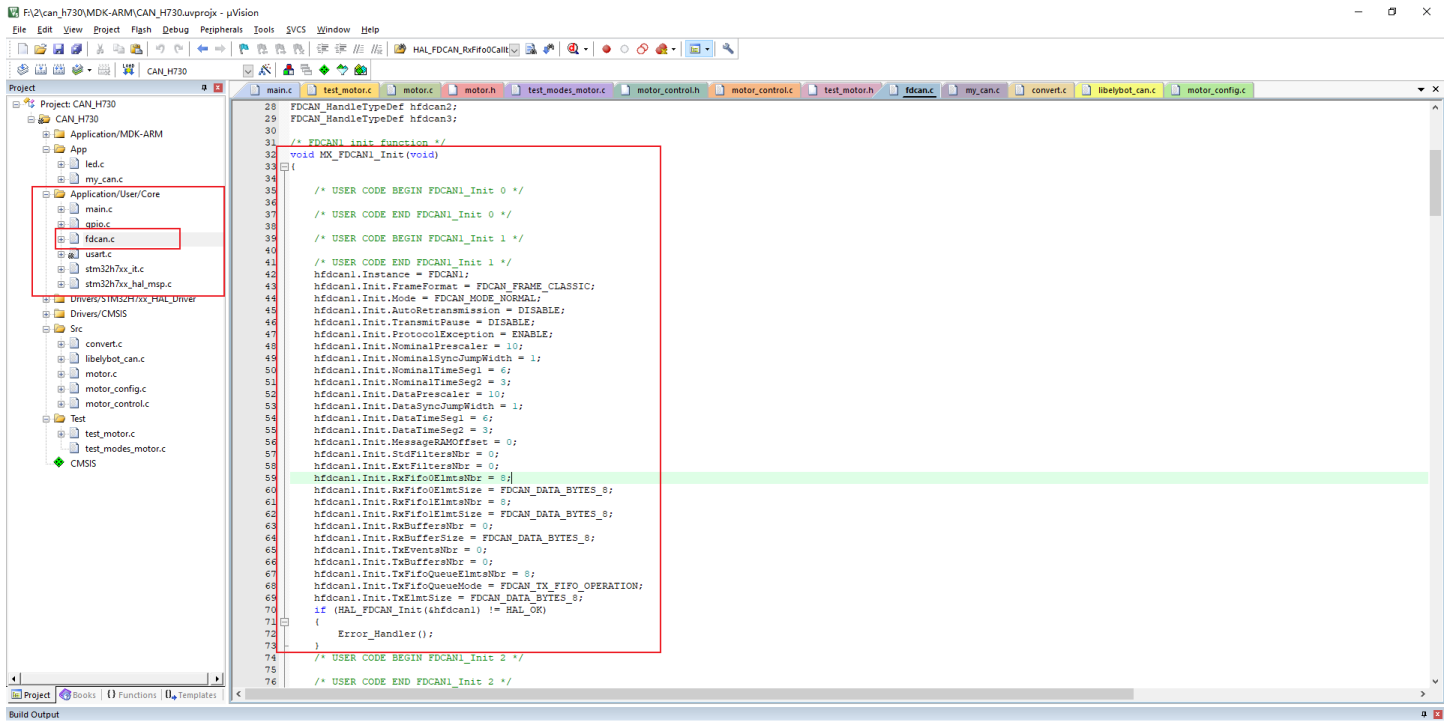 F:\2\can_h730\MDK-ARM\CAN_H730.uvprojx - µVision
File Edit View Project Flash Debug Peripherals Tools SVCS Window Help
HAL_FDCAN_RxFifo0Callb
LOAD
CAN_H730
Project
main.c test_motor.c motor.c motor.h test_modes_motor.c motor_control.h motor_control.c test_motor.h fdcan.c my_can.c convert.c libelybot_can.c motor_config.c
Project: CAN_H730
CAN_H730
Application/MDK-ARM
App
led.c
my_can.c
Application/User/Core
main.c
gpio.c
fdcan.c
usart.c
stm32h7xx_it.c
stm32h7xx_hal_msp.c
Drivers/STM32H7xx_HAL_Driver
Drivers/CMSIS
Src
convert.c
libelybot_can.c
motor.c
motor_config.c
motor_control.c
Test
test_motor.c
test_modes_motor.c
CMSIS
28 FDCAN_HandleTypeDef hfdcan2;
29 FDCAN_HandleTypeDef hfdcan3;
30
31 /* FDCAN1 init function */
32 void MX_FDCAN1_Init(void)
33 {
34
35 /* USER CODE BEGIN FDCAN1_Init 0 */
36
37 /* USER CODE END FDCAN1_Init 0 */
38
39 /* USER CODE BEGIN FDCAN1_Init 1 */
40
41 /* USER CODE END FDCAN1_Init 1 */
42 hfdcan1.Instance = FDCAN1;
43 hfdcan1.Init.FrameFormat = FDCAN_FRAME_CLASSIC;
44 hfdcan1.Init.Mode = FDCAN_MODE_NORMAL;
45 hfdcan1.Init.AutoRetransmission = DISABLE;
46 hfdcan1.Init.TransmitPause = DISABLE;
47 hfdcan1.Init.ProtocolException = ENABLE;
48 hfdcan1.Init.NominalPrescaler = 10;
49 hfdcan1.Init.NominalSyncJumpWidth = 1;
50 hfdcan1.Init.NominalTimeSeg1 = 6;
51 hfdcan1.Init.NominalTimeSeg2 = 3;
52 hfdcan1.Init.DataPrescaler = 10;
53 hfdcan1.Init.DataSyncJumpWidth = 1;
54 hfdcan1.Init.DataTimeSeg1 = 6;
55 hfdcan1.Init.DataTimeSeg2 = 3;
56 hfdcan1.Init.MessageRAMOffset = 0;
57 hfdcan1.Init.StdFiltersNbr = 0;
58 hfdcan1.Init.ExtFiltersNbr = 0;
59 hfdcan1.Init.RxFifo0ElmtsNbr = 8;
60 hfdcan1.Init.RxFifo0ElmtSize = FDCAN_DATA_BYTES_8;
61 hfdcan1.Init.RxFifo1ElmtsNbr = 8;
62 hfdcan1.Init.RxFifo1ElmtSize = FDCAN_DATA_BYTES_8;
63 hfdcan1.Init.RxBuffersNbr = 0;
64 hfdcan1.Init.RxBufferSize = FDCAN_DATA_BYTES_8;
65 hfdcan1.Init.TxEventsNbr = 0;
66 hfdcan1.Init.TxBuffersNbr = 0;
67 hfdcan1.Init.TxFifoQueueElmtsNbr = 8;
68 hfdcan1.Init.TxFifoQueueMode = FDCAN_TX_FIFO_OPERATION;
69 hfdcan1.Init.TxElmtSize = FDCAN_DATA_BYTES_8;
70 if (HAL_FDCAN_Init(&hfdcan1) != HAL_OK)
71 {
72 Error_Handler();
73 }
74 /* USER CODE BEGIN FDCAN1_Init 2 */
75
76 /* USER CODE END FDCAN1_Init 2 */
Project Books {} Functions Templates
Build Output